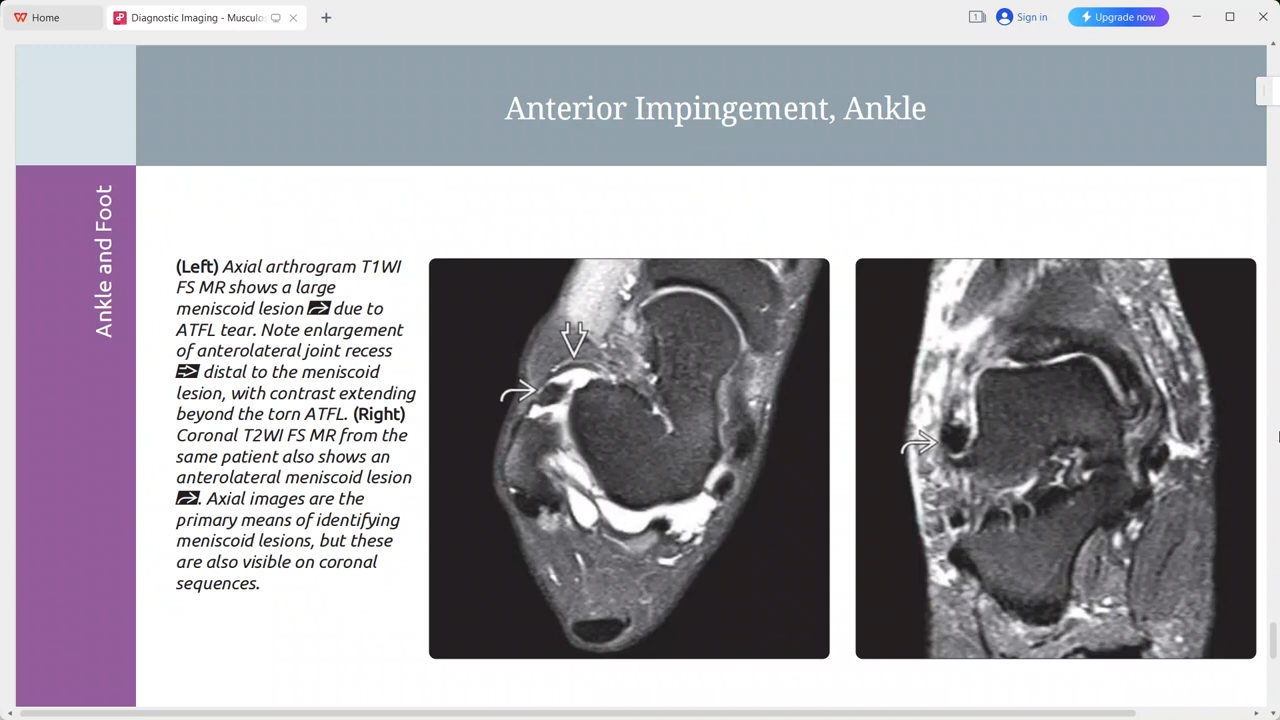 Home
Diagnostic Imaging - Musculos
1
Sign in
Upgrade now
Anterior Impingement, Ankle
Ankle and Foot
(Left) Axial arthrogram T1WI
FS MR shows a large
meniscoid lesion due to
ATFL tear. Note enlargement
of anterolateral joint recess
distal to the meniscoid
lesion, with contrast extending
beyond the torn ATFL. (Right)
Coronal T2WI FS MR from the
same patient also shows an
anterolateral meniscoid lesion
. Axial images are the
primary means of identifying
meniscoid lesions, but these
are also visible on coronal
sequences.